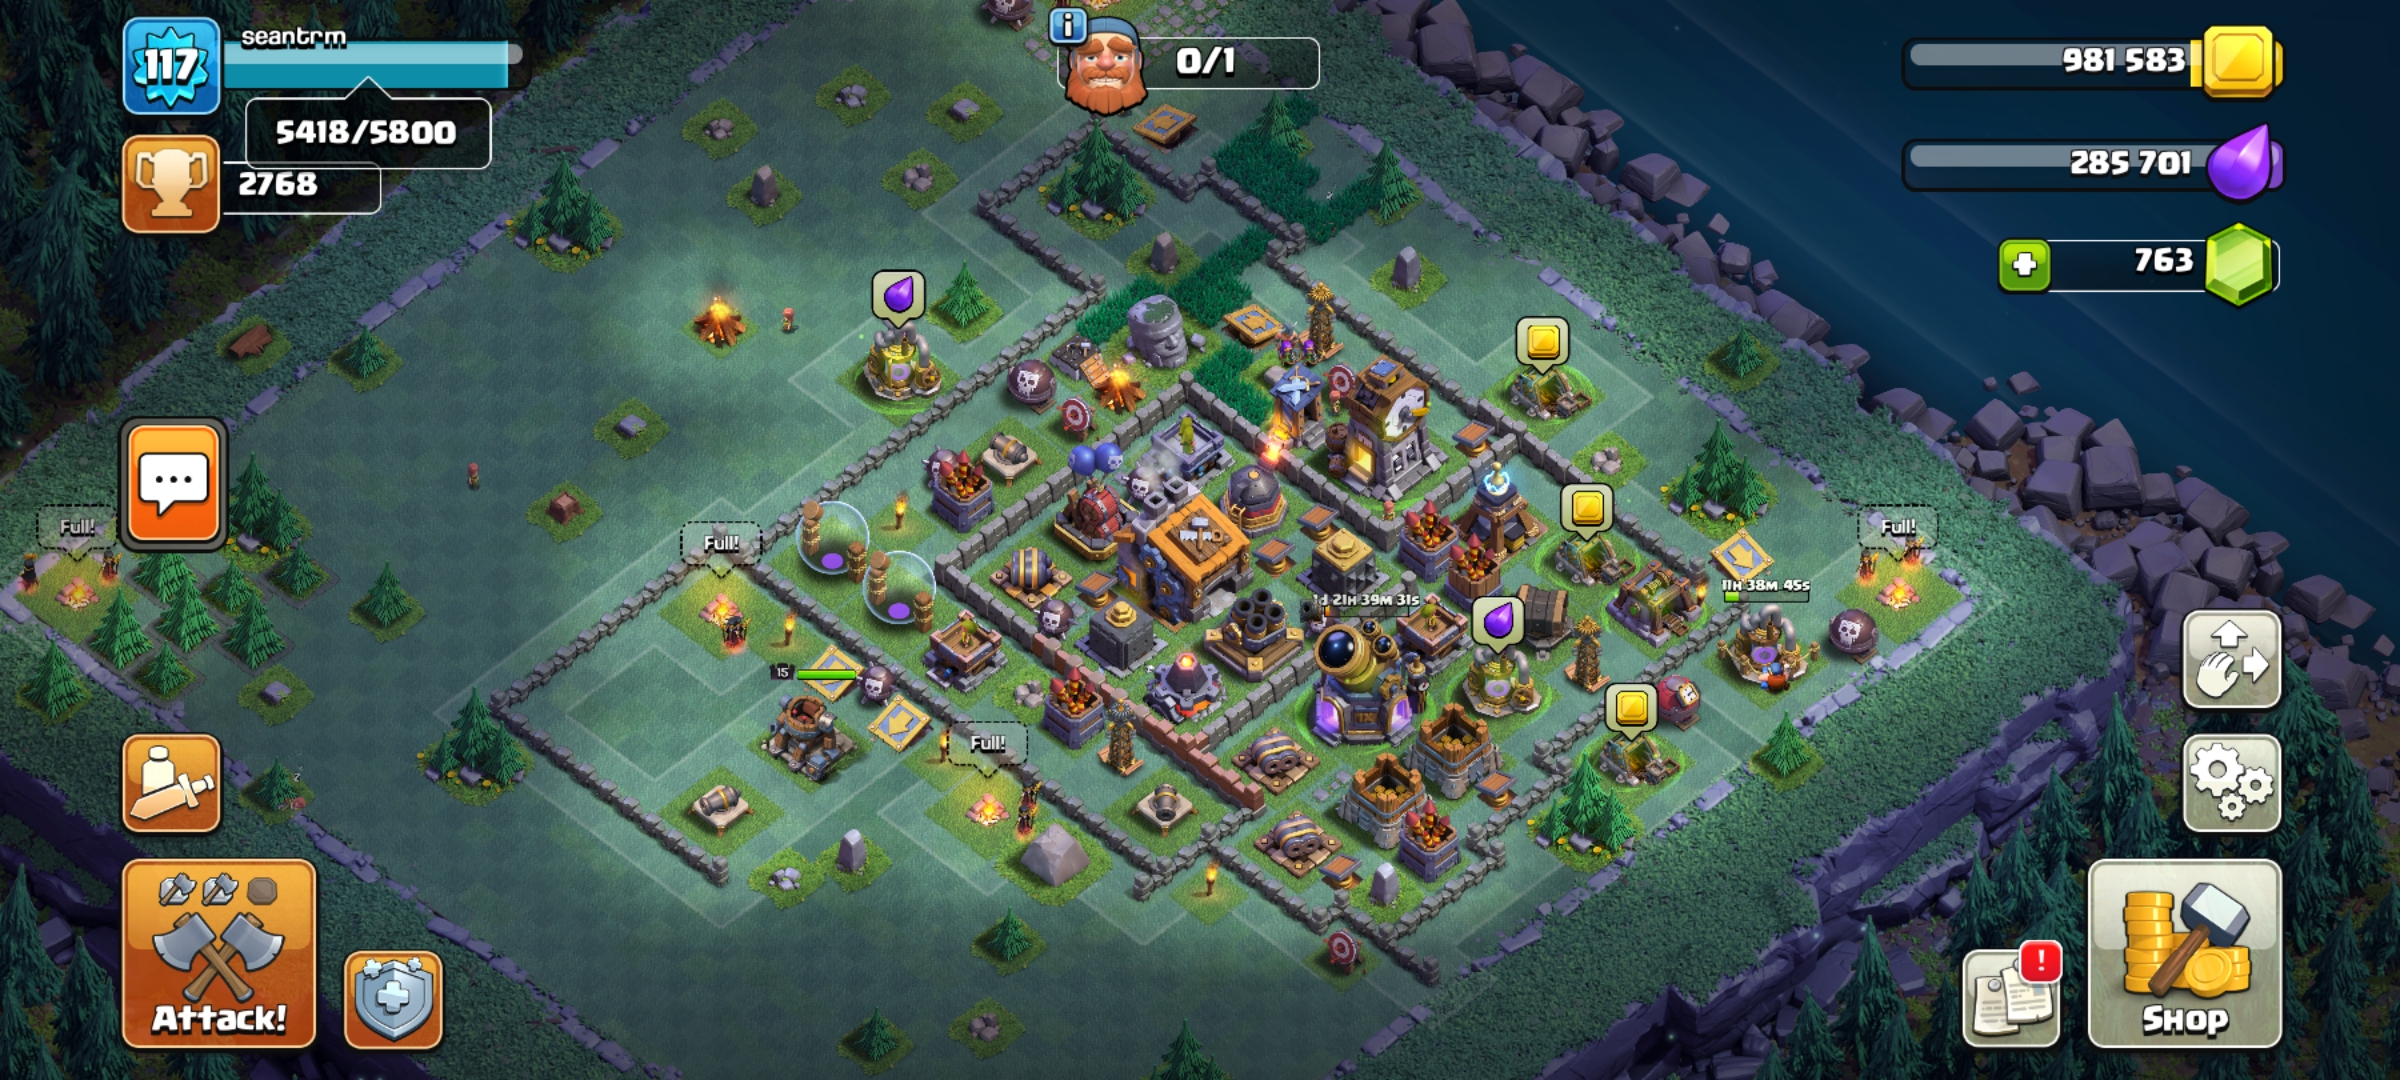 117
seantrm
5418/5800
2768
i
0/1
981 583
285 701
763
Full!
Full!
Full!
Full!
11H 38M 45s
1d 21H 39M 31s
15
Attack!
!
Shop